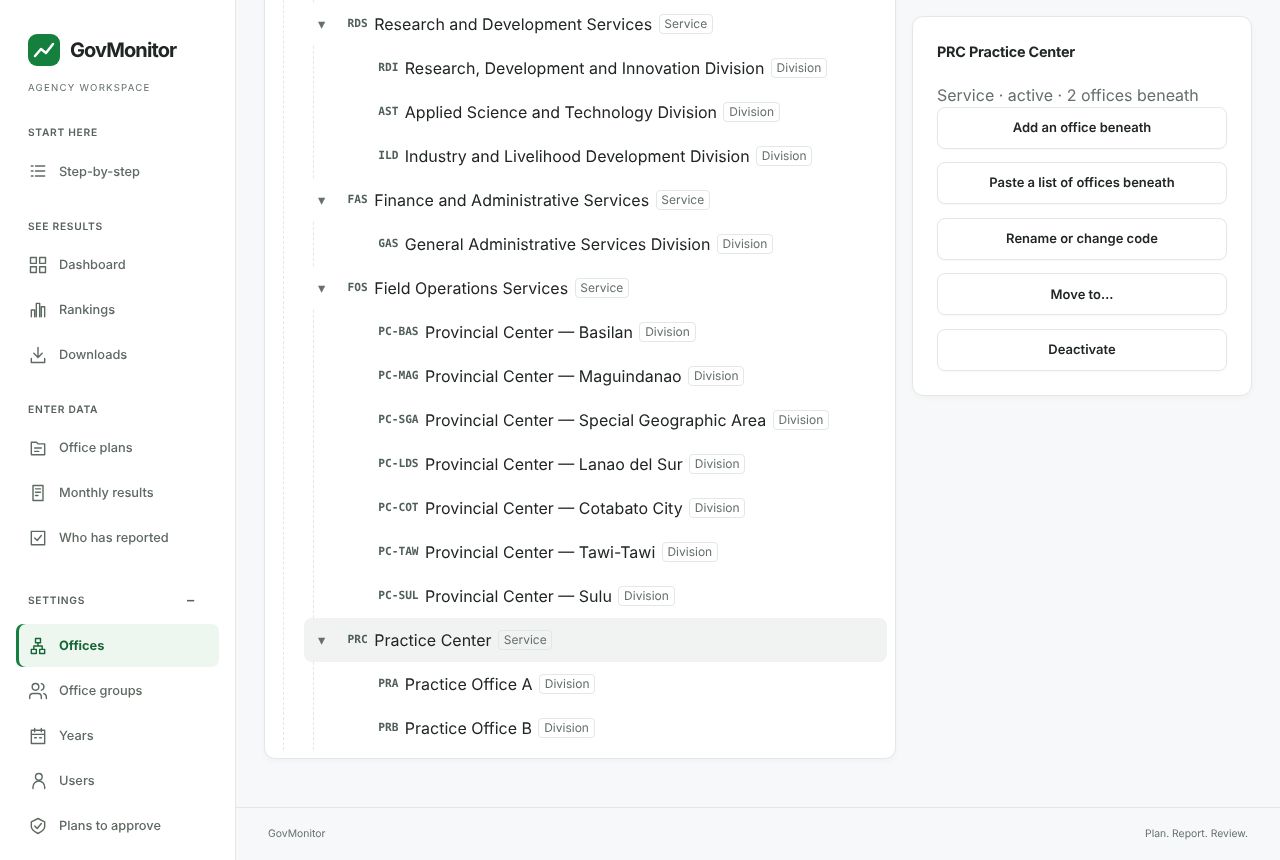 GovMonitor
AGENCY WORKSPACE
START HERE
Step-by-step
SEE RESULTS
Dashboard
Rankings
Downloads
ENTER DATA
Office plans
Monthly results
Who has reported
SETTINGS –
Offices
Office groups
Years
Users
Plans to approve
▼ RDS Research and Development Services Service
RDI Research, Development and Innovation Division Division
AST Applied Science and Technology Division Division
ILD Industry and Livelihood Development Division Division
▼ FAS Finance and Administrative Services Service
GAS General Administrative Services Division Division
▼ FOS Field Operations Services Service
PC-BAS Provincial Center — Basilan Division
PC-MAG Provincial Center — Maguindanao Division
PC-SGA Provincial Center — Special Geographic Area Division
PC-LDS Provincial Center — Lanao del Sur Division
PC-COT Provincial Center — Cotabato City Division
PC-TAW Provincial Center — Tawi-Tawi Division
PC-SUL Provincial Center — Sulu Division
▼ PRC Practice Center Service
PRA Practice Office A Division
PRB Practice Office B Division
PRC Practice Center
Service · active · 2 offices beneath
Add an office beneath
Paste a list of offices beneath
Rename or change code
Move to…
Deactivate
GovMonitor
Plan. Report. Review.